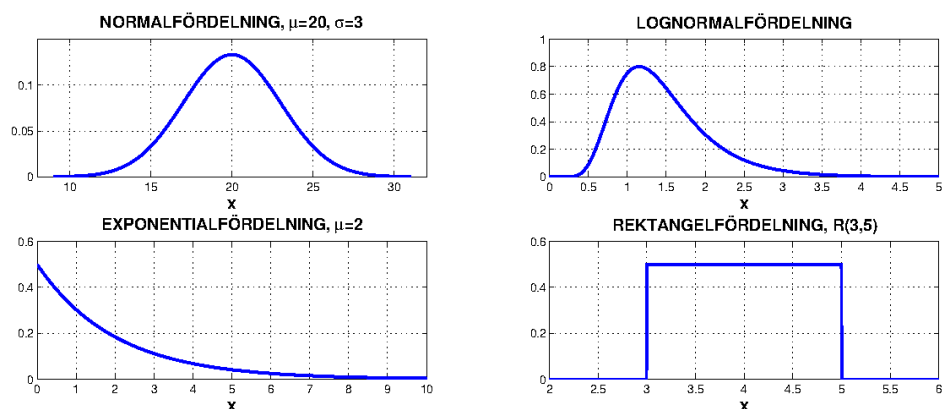 NORMALFÖRDELNING, μ=20, σ=3
0.1
0.05
0
10 15 20 25 30
x
LOGNORMALFÖRDELNING
1
0.8
0.6
0.4
0.2
0
0 0.5 1 1.5 2 2.5 3 3.5 4 4.5 5
x
EXPONENTIALFÖRDELNING, μ=2
0.6
0.4
0.2
0
0 1 2 3 4 5 6 7 8 9 10
x
REKTANGELFÖRDELNING, R(3,5)
0.6
0.4
0.2
0
2 2.5 3 3.5 4 4.5 5 5.5 6
x